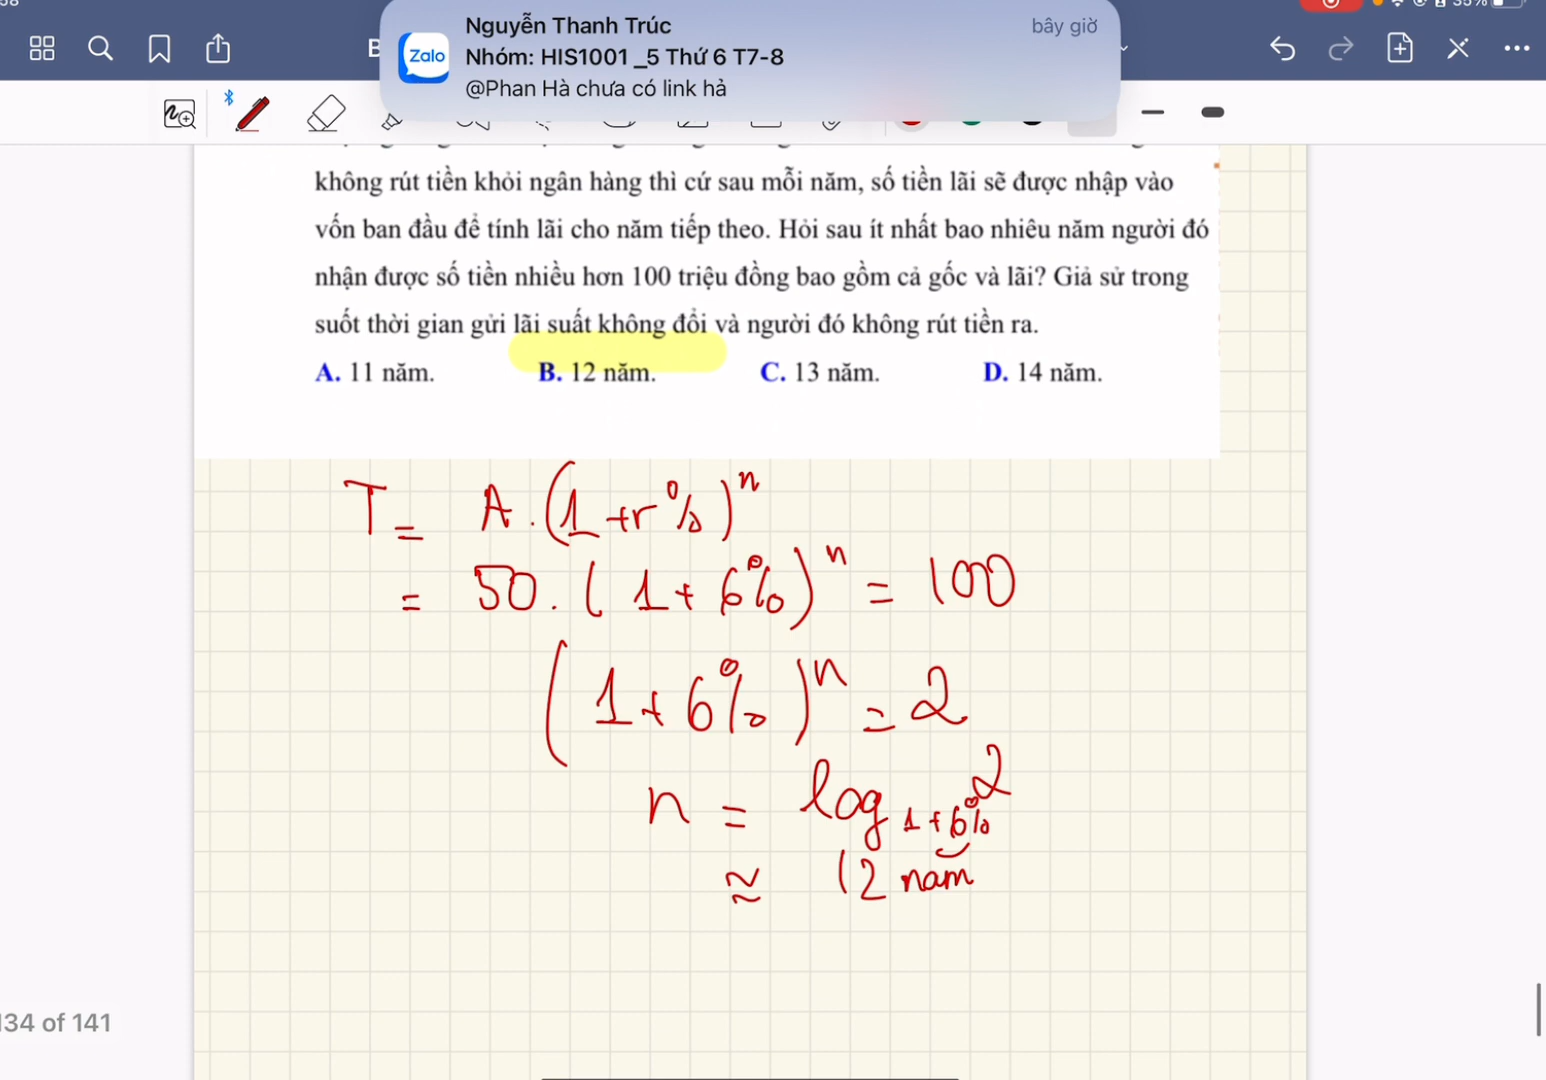 58
35%
Nguyễn Thanh Trúc
bây giờ
Zalo
Nhóm: HIS1001 _5 Thứ 6 T7-8
@Phan Hà chưa có link hả
B
không rút tiền khỏi ngân hàng thì cứ sau mỗi năm, số tiền lãi sẽ được nhập vào
vốn ban đầu để tính lãi cho năm tiếp theo. Hỏi sau ít nhất bao nhiêu năm người đó
nhận được số tiền nhiều hơn 100 triệu đồng bao gồm cả gốc và lãi? Giả sử trong
suốt thời gian gửi lãi suất không đổi và người đó không rút tiền ra.
A. 11 năm. B. 12 năm. C. 13 năm. D. 14 năm.
T = A.(1+r%)^n
= 50.(1+6%)^n = 100
(1+6%)^n = 2
n = log_{1+6%} 2
≈ 12 năm
134 of 141